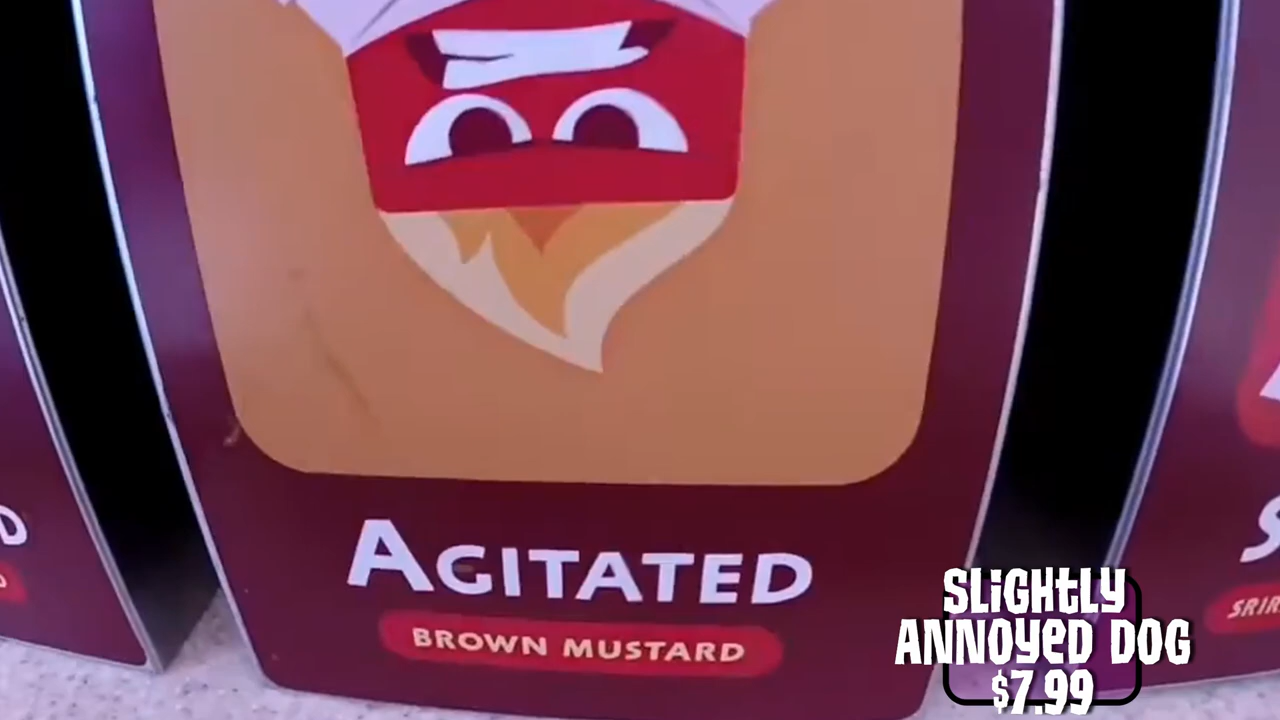 AGITATED
BROWN MUSTARD
SLIGHTLY
ANNOYED DOG
$7.99